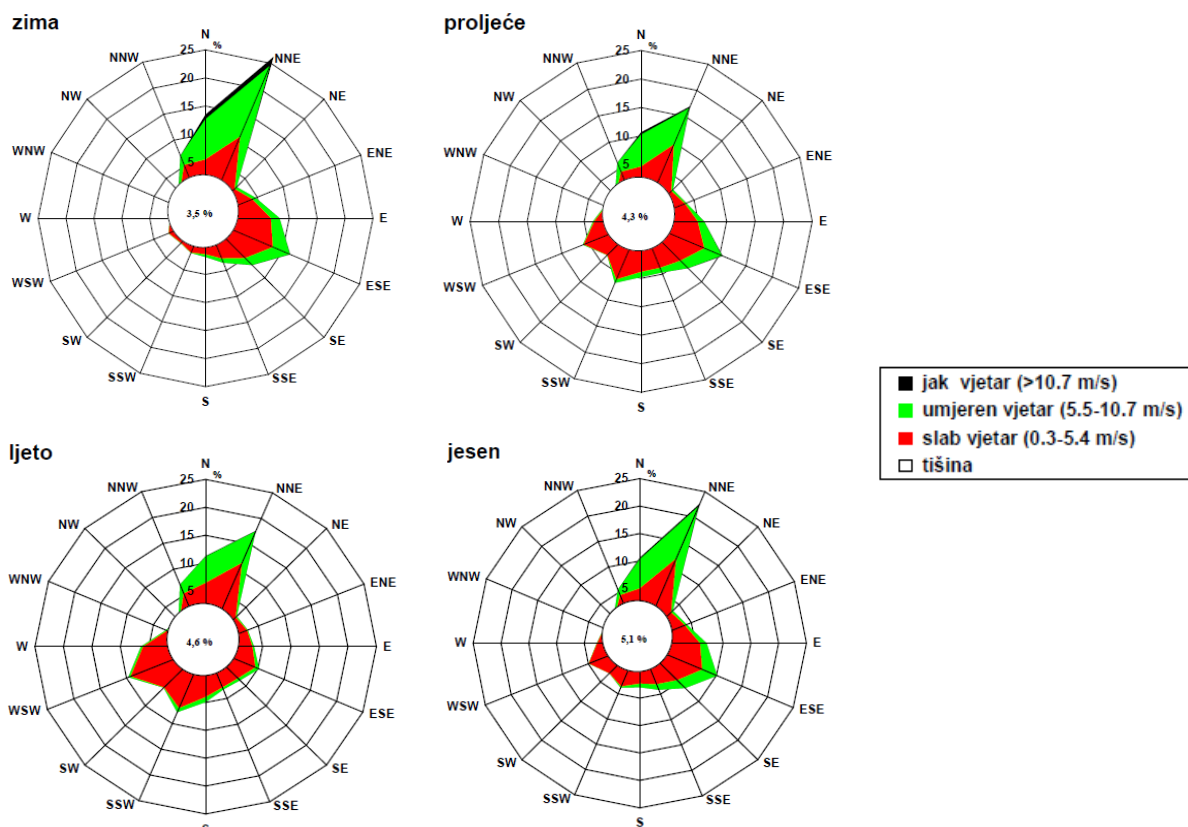 zima
N
%
NNE
NE
ENE
E
ESE
SE
SSE
S
SSW
SW
WSW
W
WNW
NW
NNW
25
20
15
10
5
3,5 %
proljeće
N
%
NNE
NE
ENE
E
ESE
SE
SSE
S
SSW
SW
WSW
W
WNW
NW
NNW
25
20
15
10
5
4,3 %
jak vjetar (>10.7 m/s)
umjeren vjetar (5.5-10.7 m/s)
slab vjetar (0.3-5.4 m/s)
tišina
ljeto
N
%
NNE
NE
ENE
E
ESE
SE
SSE
SSW
SW
WSW
W
WNW
NW
NNW
25
20
15
10
5
4,6 %
jesen
N
%
NNE
NE
ENE
E
ESE
SE
SSE
S
SSW
SW
WSW
W
WNW
NW
NNW
25
20
15
10
5
5,1 %